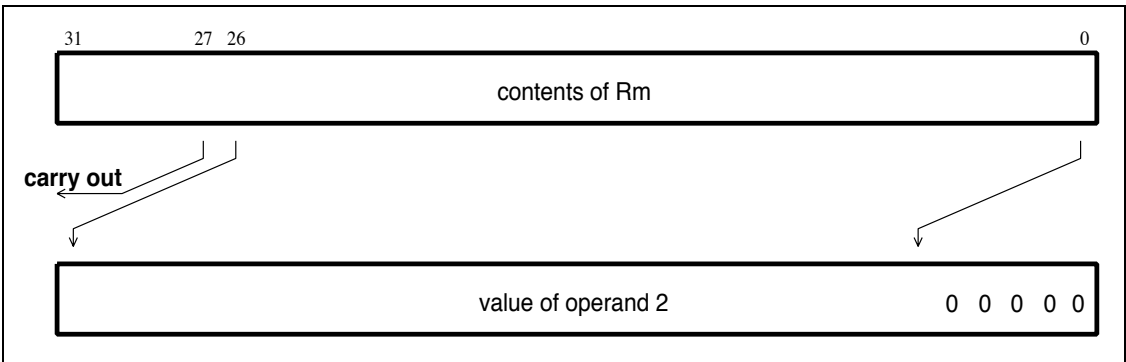 31 27 26 0
contents of Rm
carry out
value of operand 2 0 0 0 0 0